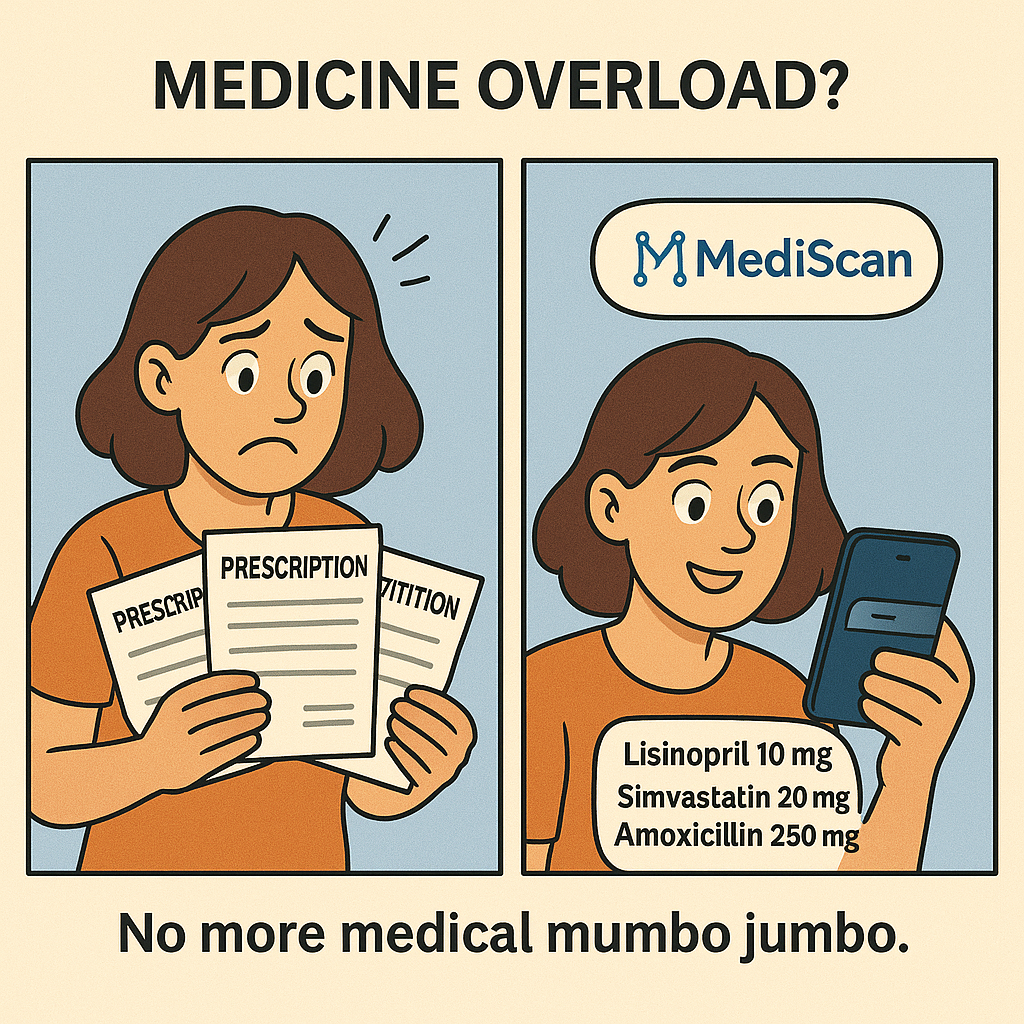 MEDICINE OVERLOAD?
PRESCRIP
PRESCRIPTION
ITITION
MediScan
Lisinopril 10 mg
Simvastatin 20 mg
Amoxicillin 250 mg
No more medical mumbo jumbo.